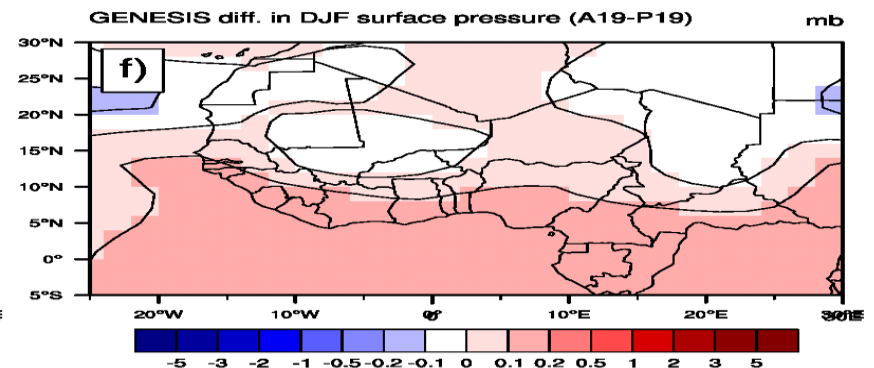 GENESIS diff. in DJF surface pressure (A19-P19) mb
30°N
f)
25°N
20°N
15°N
10°N
5°N
0°
5°S
20°W 10°W 0° 10°E 20°E
-5 -3 -2 -1 -0.5 -0.2 -0.1 0 0.1 0.2 0.5 1 2 3 5